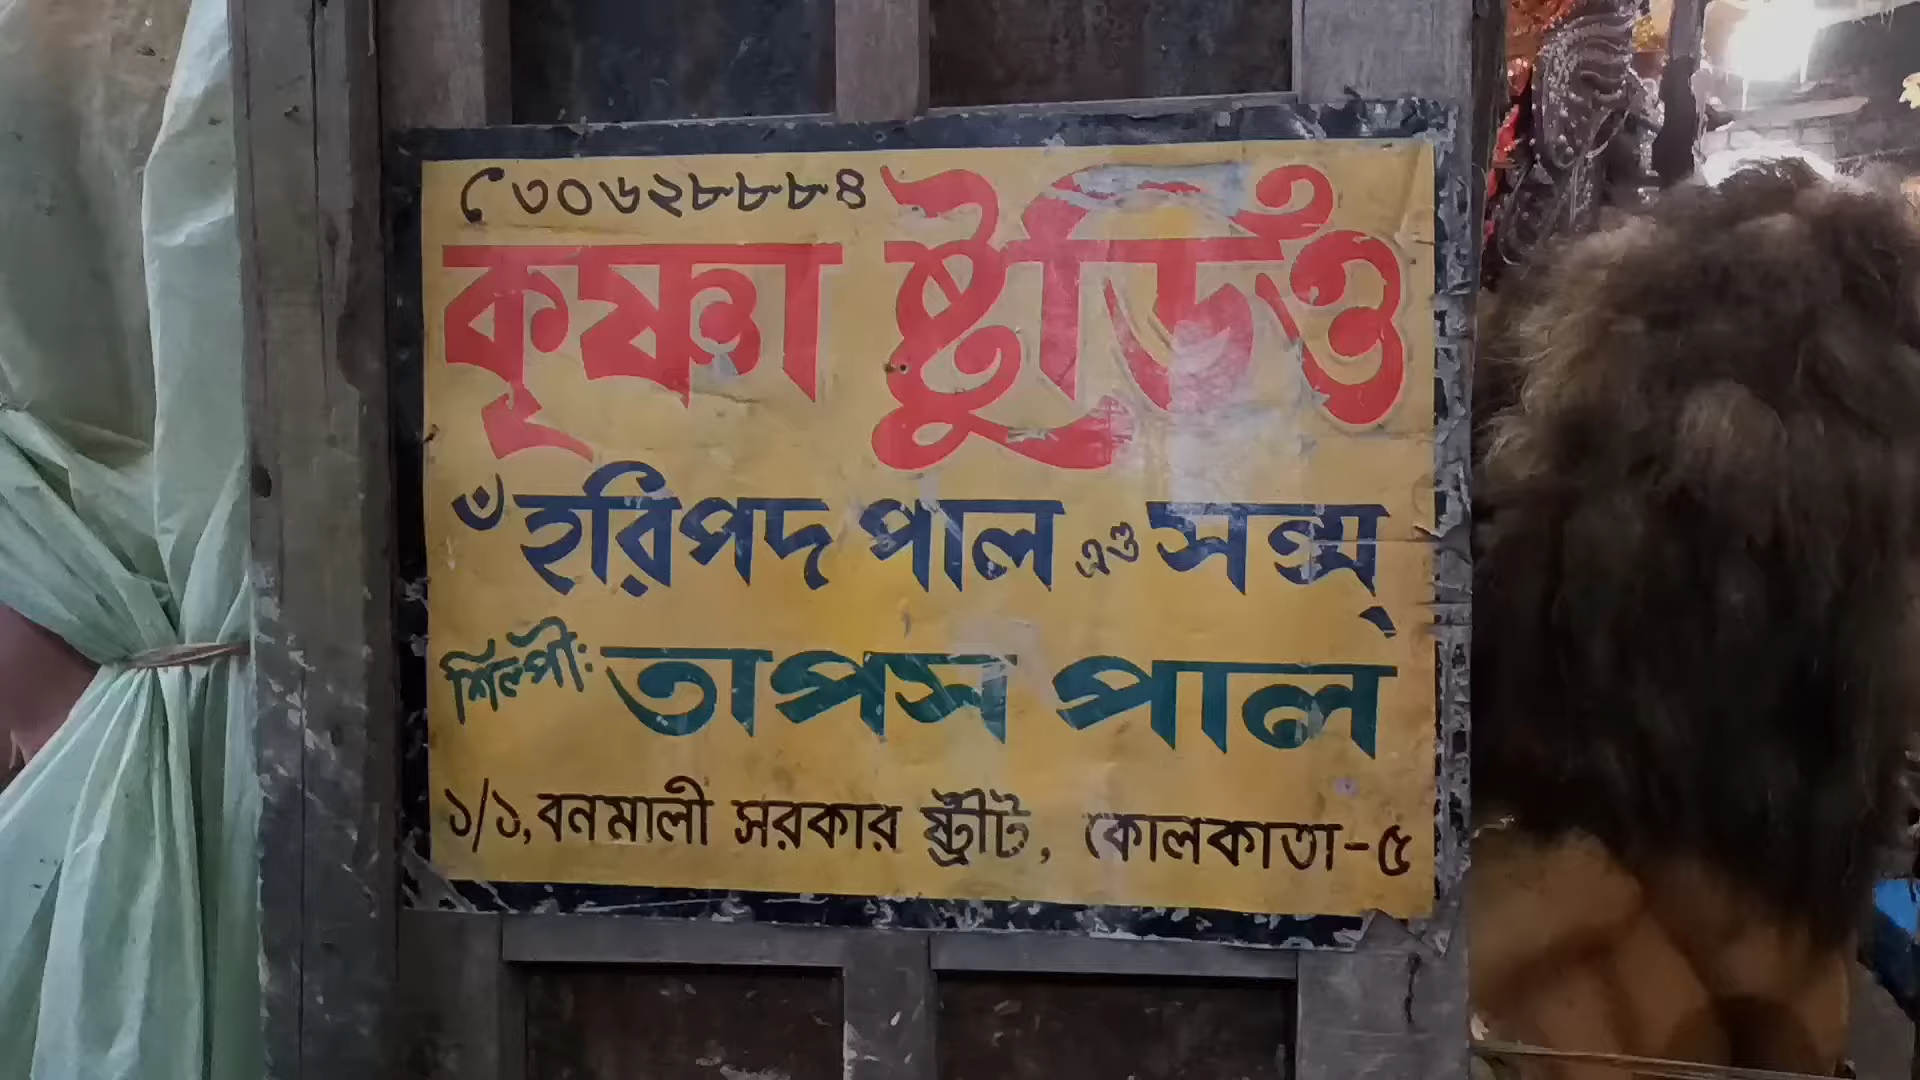 ৩০৬২৮৮৮৪
কৃষ্ণা ষ্টুডিও
ঁ হরিপদ পাল এণ্ড সন্স্
শিল্পী: তাপস পাল
১/১, বনমালী সরকার ষ্ট্রীট, কোলকাতা-৫